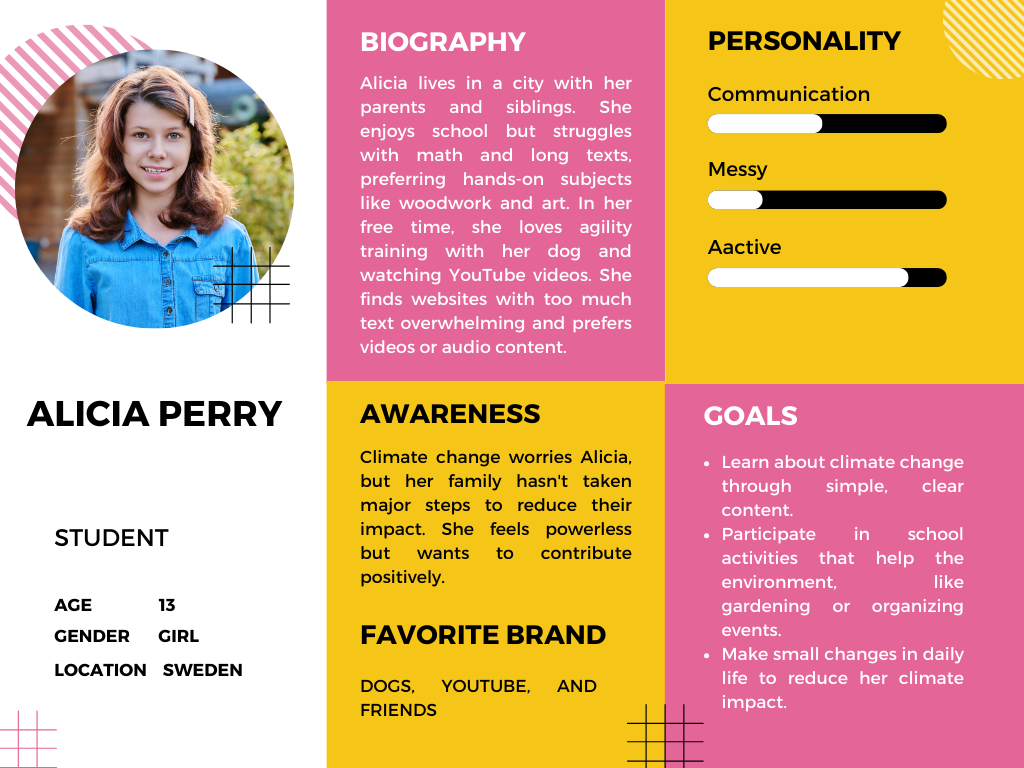 ALICIA PERRY
STUDENT
AGE 13
GENDER GIRL
LOCATION SWEDEN
BIOGRAPHY
Alicia lives in a city with her
parents and siblings. She
enjoys school but struggles
with math and long texts,
preferring hands-on subjects
like woodwork and art. In her
free time, she loves agility
training with her dog and
watching YouTube videos. She
finds websites with too much
text overwhelming and prefers
videos or audio content.
AWARENESS
Climate change worries Alicia,
but her family hasn't taken
major steps to reduce their
impact. She feels powerless
but wants to contribute
positively.
FAVORITE BRAND
DOGS, YOUTUBE, AND
FRIENDS
PERSONALITY
Communication
Messy
Aactive
GOALS
• Learn about climate change
through simple, clear
content.
• Participate in school
activities that help the
environment, like
gardening or organizing
events.
• Make small changes in daily
life to reduce her climate
impact.